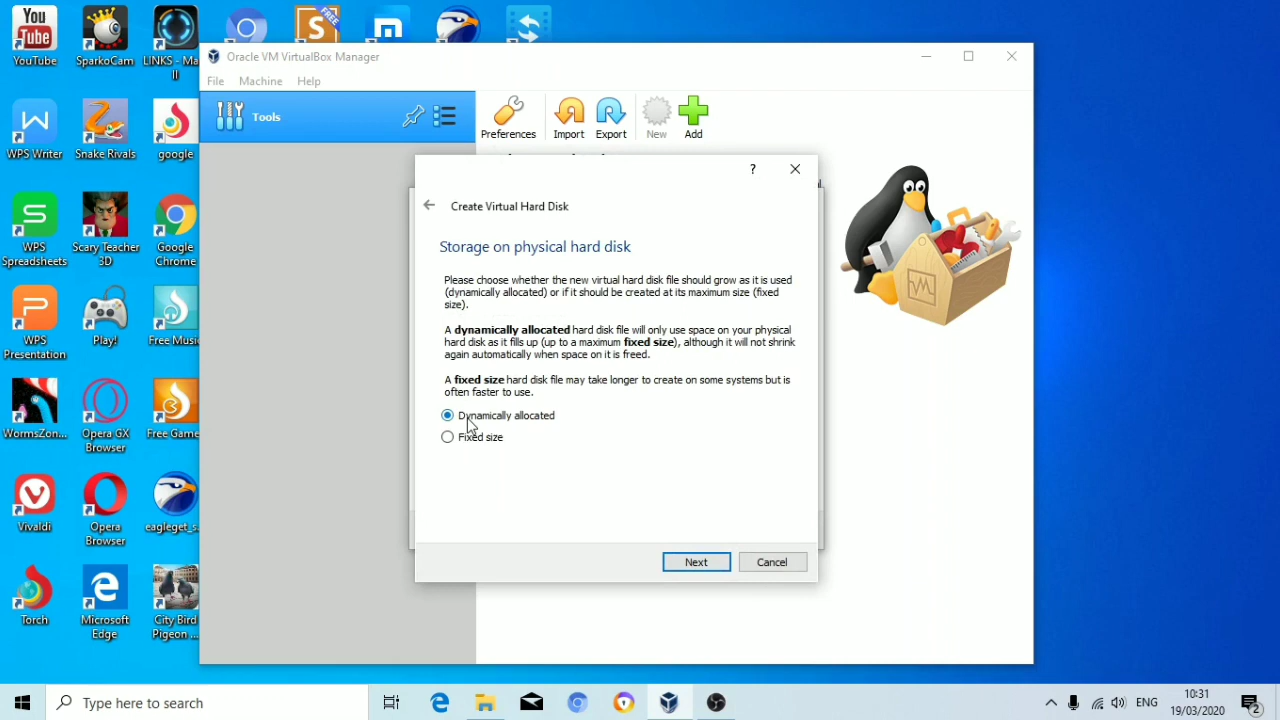 You
Tube
FREE
YouTube
SparkoCam
LINKS - Ma
II
Oracle VM VirtualBox Manager
File
Machine
Help
Tools
Preferences
Import
Export
New
Add
WPS Writer
Snake Rivals
google
WPS
Spreadsheets
Scary Teacher
3D
Google
Chrome
WPS
Presentation
Play!
Free Music
WormsZon...
Opera GX
Browser
Free Game
Vivaldi
Opera
Browser
eagleget_s
Torch
Microsoft
Edge
City Bird
Pigeon ...
?
Create Virtual Hard Disk
Storage on physical hard disk
Please choose whether the new virtual hard disk file should grow as it is used
(dynamically allocated) or if it should be created at its maximum size (fixed
size).
A dynamically allocated hard disk file will only use space on your physical
hard disk as it fills up (up to a maximum fixed size), although it will not shrink
again automatically when space on it is freed.
A fixed size hard disk file may take longer to create on some systems but is
often faster to use.
Dynamically allocated
Fixed size
Next
Cancel
Type here to search
ENG
10:31
19/03/2020
2